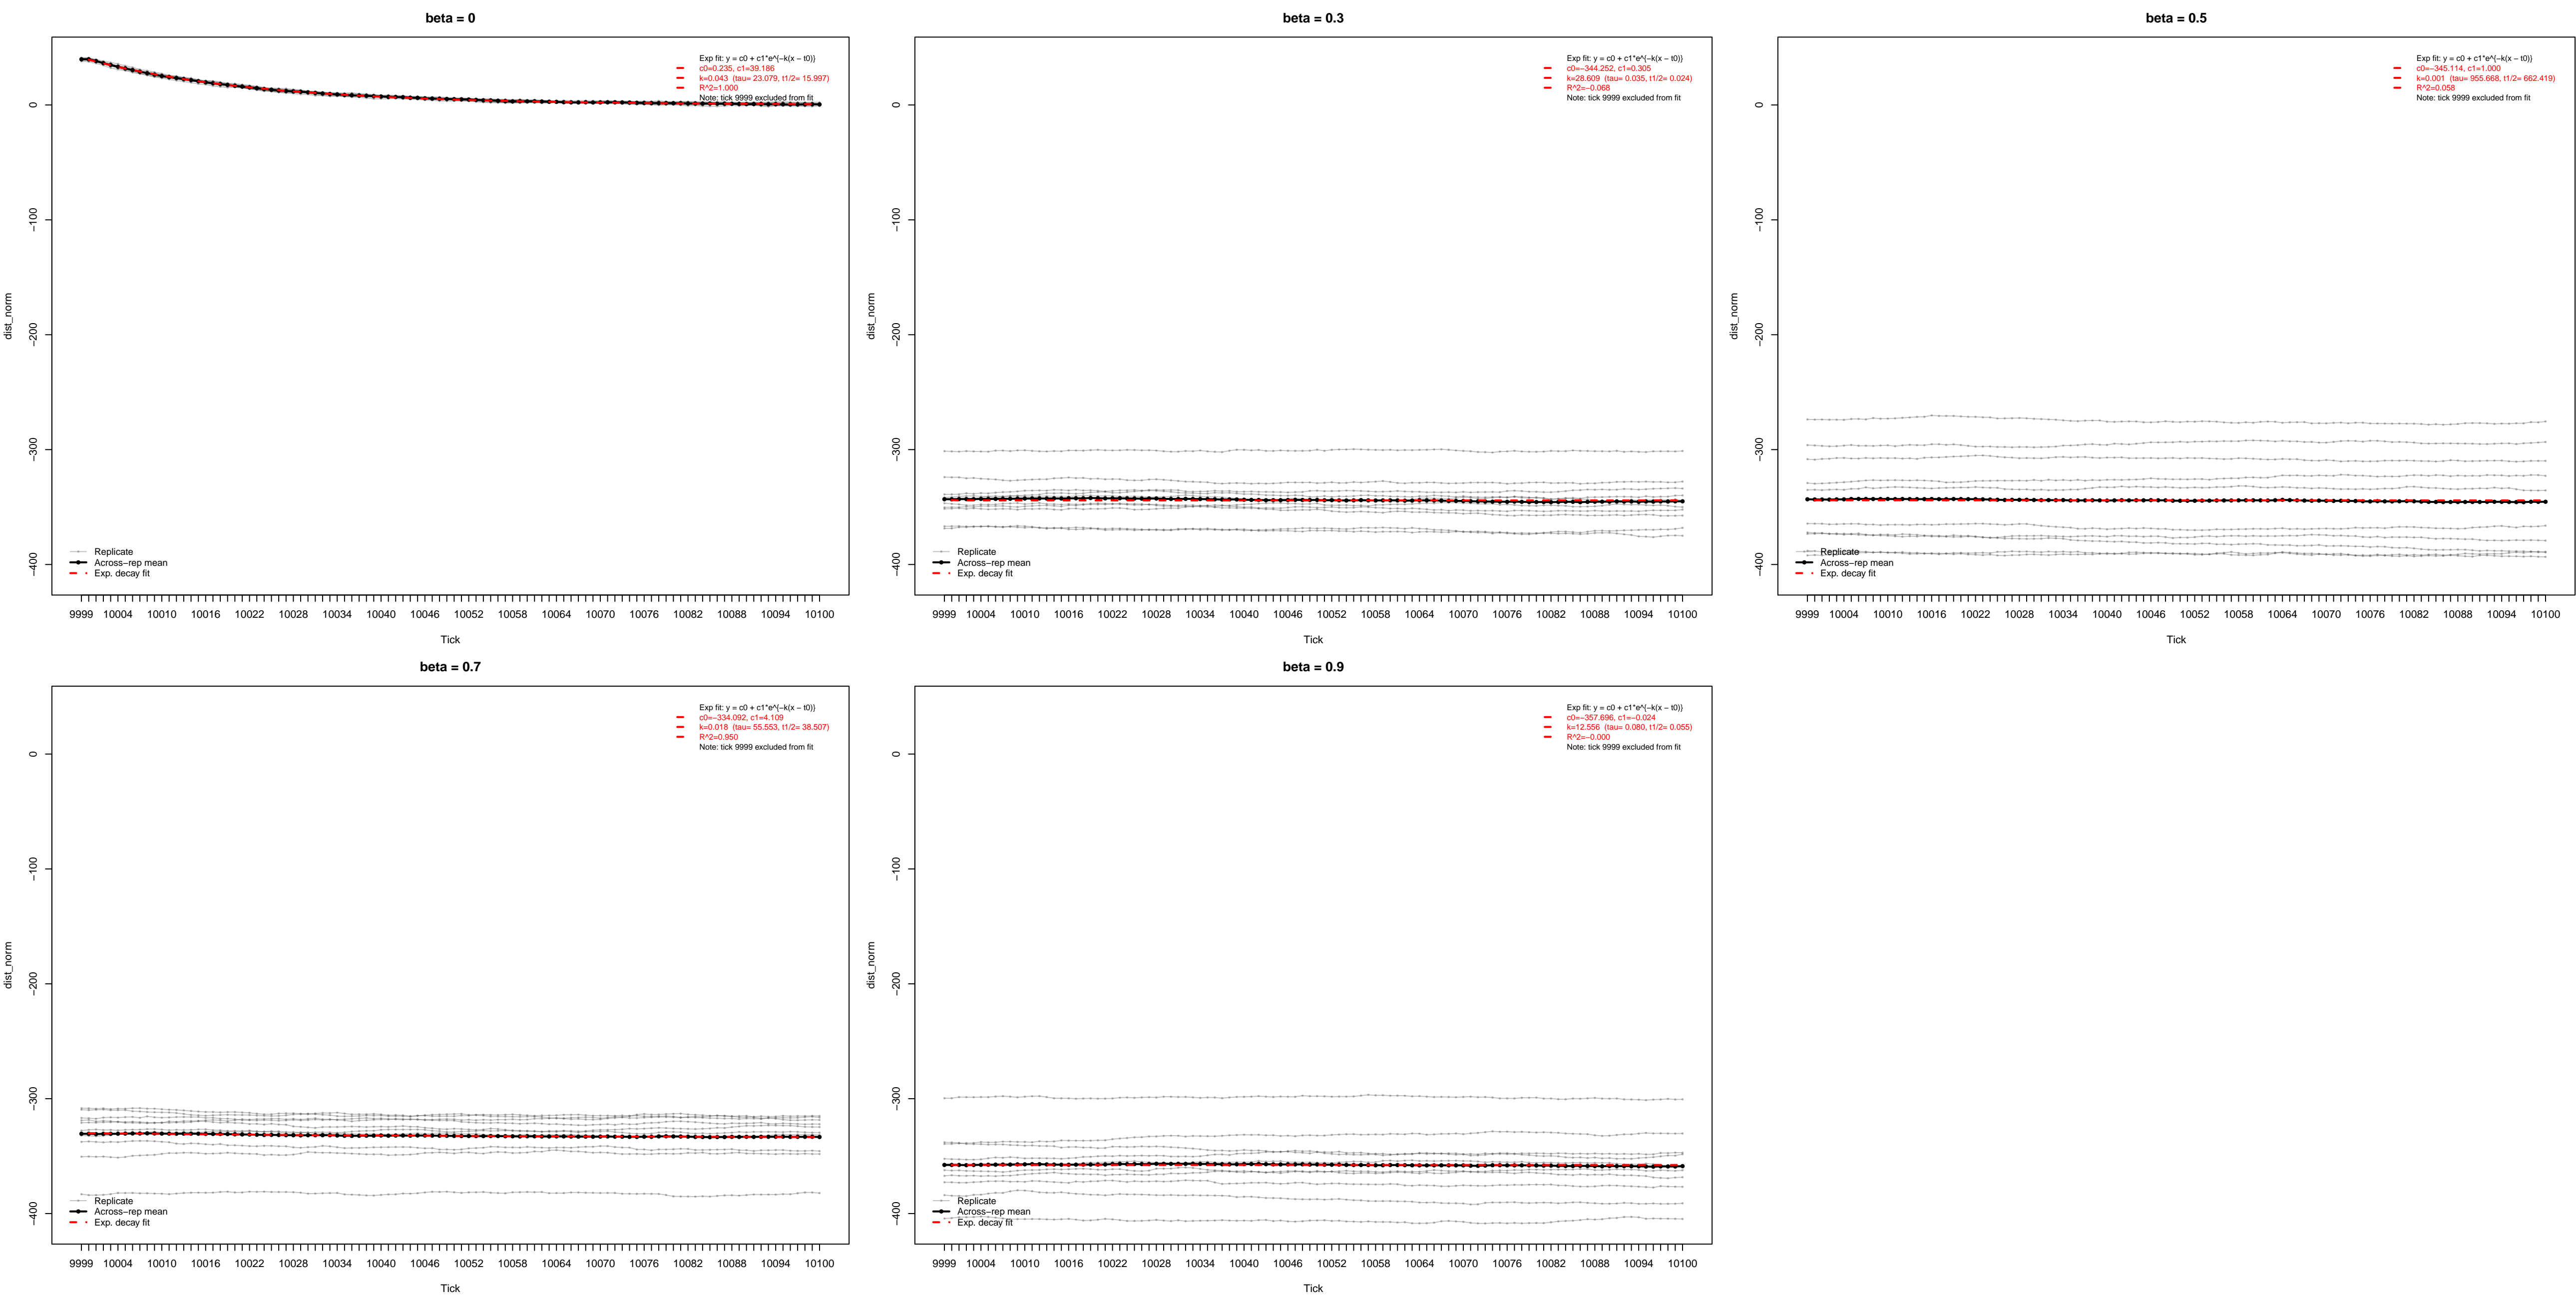 beta = 0
Exp fit: y = c0 + c1*e^{−k(x − t0)}
c0=0.235, c1=39.186
k=0.043 (tau= 23.079, t1/2= 15.997)
R^2=1.000
Note: tick 9999 excluded from fit
dist_norm
0
−100
−200
−300
−400
Replicate
Across−rep mean
Exp. decay fit
9999 10004 10010 10016 10022 10028 10034 10040 10046 10052 10058 10064 10070 10076 10082 10088 10094 10100
Tick
beta = 0.3
Exp fit: y = c0 + c1*e^{−k(x − t0)}
c0=−344.252, c1=0.305
k=28.609 (tau= 0.035, t1/2= 0.024)
R^2=−0.068
Note: tick 9999 excluded from fit
dist_norm
0
−100
−200
−300
−400
Replicate
Across−rep mean
Exp. decay fit
9999 10004 10010 10016 10022 10028 10034 10040 10046 10052 10058 10064 10070 10076 10082 10088 10094 10100
Tick
beta = 0.5
Exp fit: y = c0 + c1*e^{−k(x − t0)}
c0=−345.114, c1=1.000
k=0.001 (tau= 955.668, t1/2= 662.419)
R^2=0.058
Note: tick 9999 excluded from fit
dist_norm
0
−100
−200
−300
−400
Replicate
Across−rep mean
Exp. decay fit
9999 10004 10010 10016 10022 10028 10034 10040 10046 10052 10058 10064 10070 10076 10082 10088 10094 10100
Tick
beta = 0.7
Exp fit: y = c0 + c1*e^{−k(x − t0)}
c0=−334.092, c1=4.109
k=0.018 (tau= 55.553, t1/2= 38.507)
R^2=0.950
Note: tick 9999 excluded from fit
dist_norm
0
−100
−200
−300
−400
Replicate
Across−rep mean
Exp. decay fit
9999 10004 10010 10016 10022 10028 10034 10040 10046 10052 10058 10064 10070 10076 10082 10088 10094 10100
Tick
beta = 0.9
Exp fit: y = c0 + c1*e^{−k(x − t0)}
c0=−357.696, c1=−0.024
k=12.556 (tau= 0.080, t1/2= 0.055)
R^2=−0.000
Note: tick 9999 excluded from fit
dist_norm
0
−100
−200
−300
−400
Replicate
Across−rep mean
Exp. decay fit
9999 10004 10010 10016 10022 10028 10034 10040 10046 10052 10058 10064 10070 10076 10082 10088 10094 10100
Tick